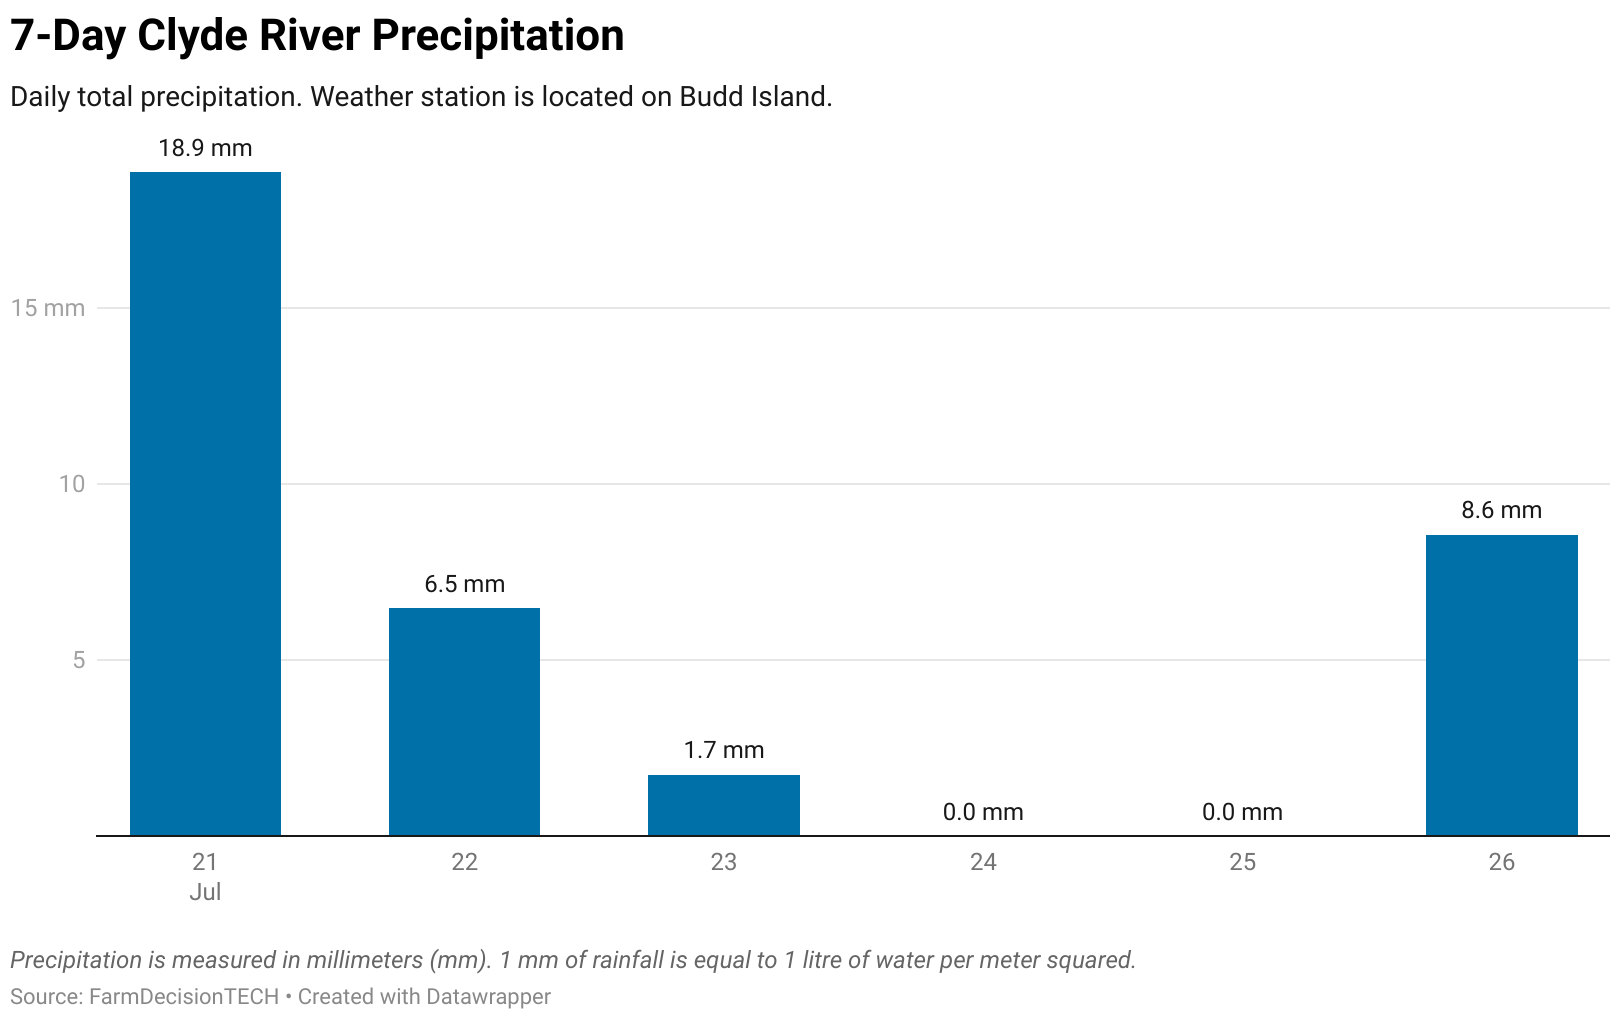 7-Day Clyde River Precipitation
Daily total precipitation. Weather station is located on Budd Island.
18.9 mm
15 mm
10
8.6 mm
6.5 mm
5
1.7 mm
0.0 mm
0.0 mm
21
22
23
24
25
26
Jul
Precipitation is measured in millimeters (mm). 1 mm of rainfall is equal to 1 litre of water per meter squared.
Source: FarmDecisionTECH • Created with Datawrapper